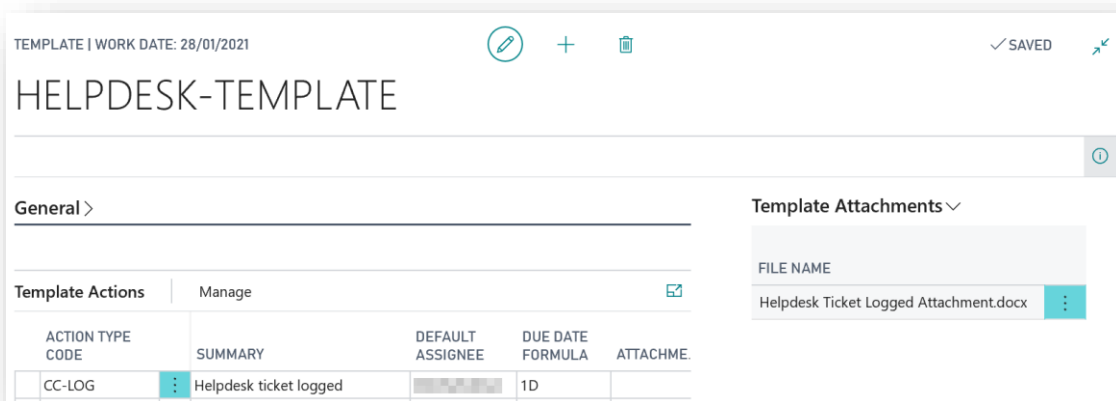 TEMPLATE | WORK DATE: 28/01/2021
SAVED
HELPDESK-TEMPLATE
General
Template Attachments
FILE NAME
Helpdesk Ticket Logged Attachment.docx
Template Actions
Manage
ACTION TYPE CODE
SUMMARY
DEFAULT ASSIGNEE
DUE DATE FORMULA
ATTACHME.
CC-LOG
Helpdesk ticket logged
1D